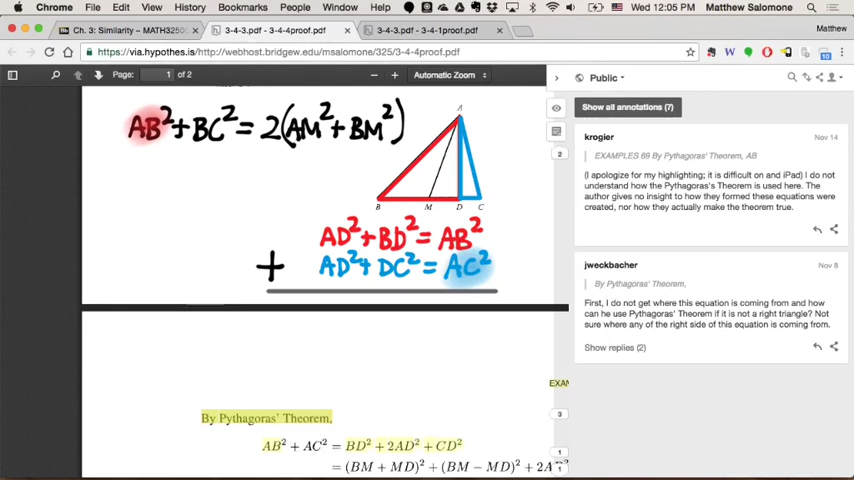 Chrome File Edit View History Bookmarks People Window Help Wed 12:05 PM Matthew Salomone
Ch. 3: Similarity – MATH3250 3-4-3.pdf - 3-4-4proof.pdf 3-4-3.pdf - 3-4-1proof.pdf Matthew
https://via.hypothes.is/http://webhost.bridgew.edu/msalomone/325/3-4-4proof.pdf
Page: 1 of 2 Automatic Zoom
Public
Show all annotations (7)
AB²+BC²=2(AM²+BM²)
A
B M D C
AD²+BD²=AB²
+ AD²+DC²=AC²
By Pythagoras' Theorem,
AB² + AC² = BD² + 2AD² + CD²
= (BM + MD)² + (BM − MD)² + 2A
EXAM
2
3
1
1
krogier
Nov 14
EXAMPLES 69 By Pythagoras' Theorem, AB
(I apologize for my highlighting; it is difficult on and iPad) I do not
understand how the Pythagoras's Theorem is used here. The
author gives no insight to how they formed these equations were
created, nor how they actually make the theorem true.
jweckbacher
Nov 8
By Pythagoras' Theorem,
First, I do not get where this equation is coming from and how
can he use Pythagoras' Theorem if it is not a right triangle? Not
sure where any of the right side of this equation is coming from.
Show replies (2)